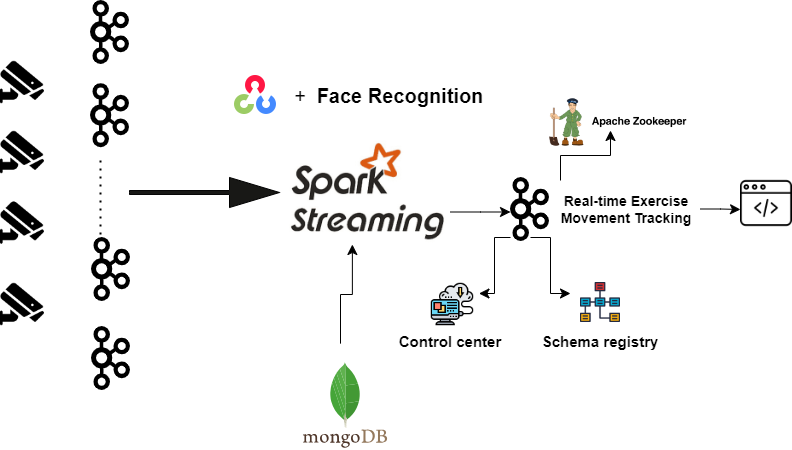 + Face Recognition
Apache Zookeeper
Spark
Streaming
Real-time Exercise
Movement Tracking
</>
Control center
Schema registry
mongoDB